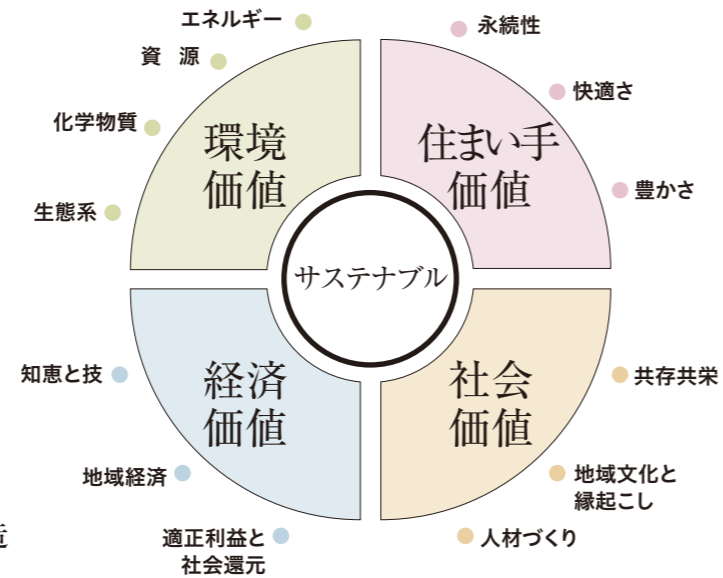 エネルギー
資 源
化学物質
生態系
環境
価値
永続性
快適さ
豊かさ
住まい手
価値
サステナブル
知恵と技
地域経済
適正利益と
社会還元
経済
価値
共存共栄
地域文化と
縁起こし
人材づくり
社会
価値